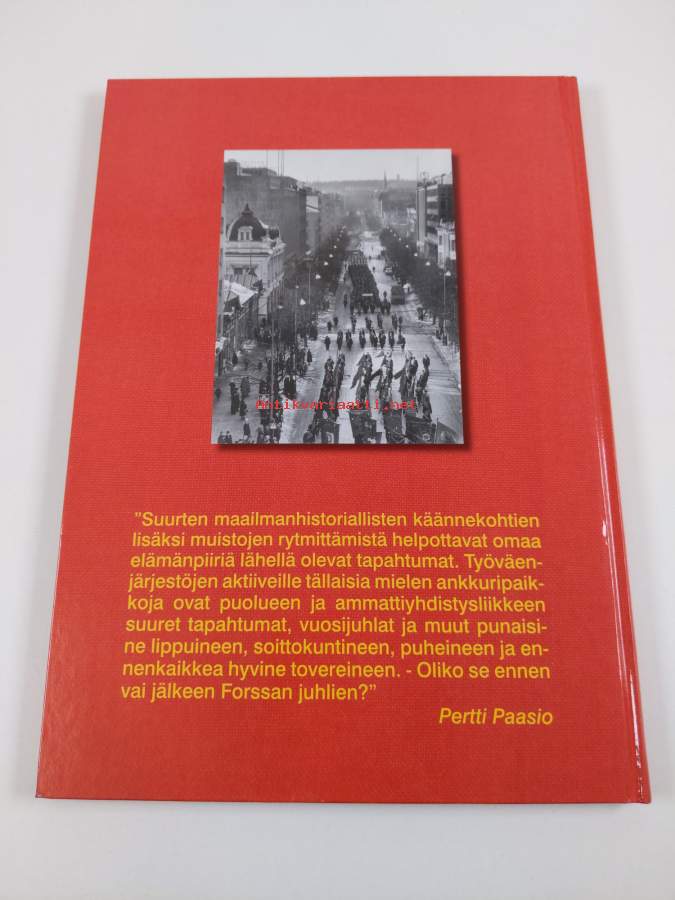 Antikvariaatti.net
”Suurten maailmanhistoriallisten käännekohtien
lisäksi muistojen rytmittämistä helpottavat omaa
elämänpiiriä lähellä olevat tapahtumat. Työväen-
järjestöjen aktiiveille tällaisia mielen ankkuripaik-
koja ovat puolueen ja ammattiyhdistysliikkeen
suuret tapahtumat, vuosijuhlat ja muut punaisi-
ne lippuineen, soittokuntineen, puheineen ja en-
nenkaikkea hyvine tovereineen. - Oliko se ennen
vai jälkeen Forssan juhlien?”
Pertti Paasio